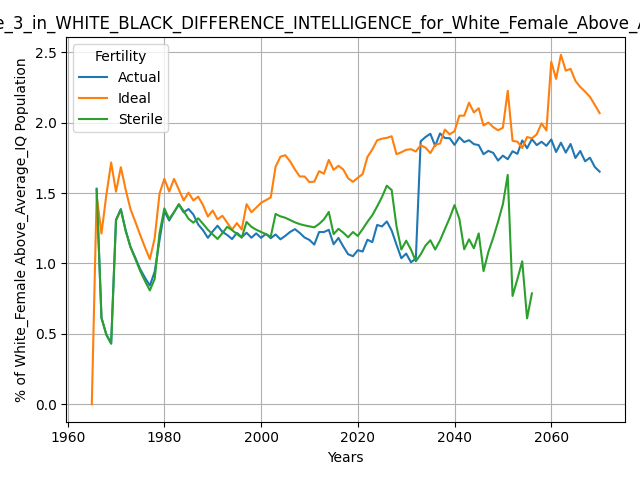 e_3_in_WHITE_BLACK_DIFFERENCE_INTELLIGENCE_for_White_Female_Above_A
% of White_Female Above_Average_IQ Population
2.5
2.0
1.5
1.0
0.5
0.0
Fertility
Actual
Ideal
Sterile
1960 1980 2000 2020 2040 2060
Years